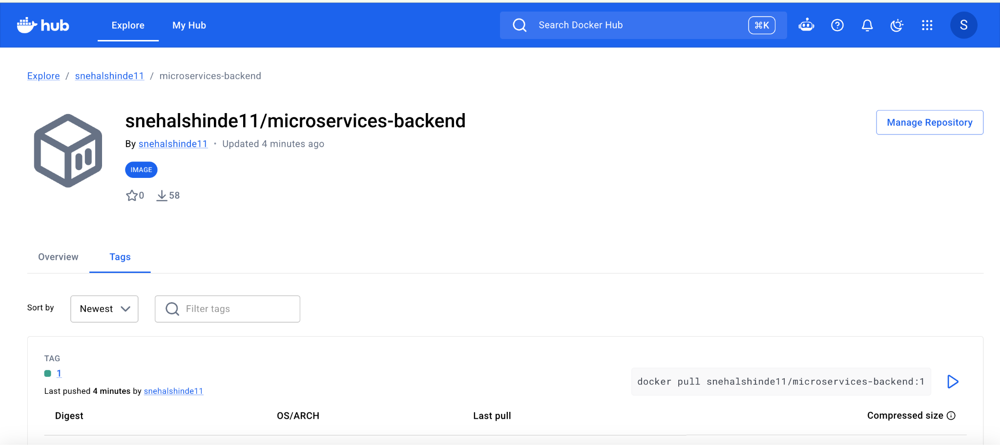 hub
Explore My Hub Search Docker Hub ⌘K S
Explore / snehalshinde11 / microservices-backend
snehalshinde11/microservices-backend
Manage Repository
By snehalshinde11 • Updated 4 minutes ago
IMAGE
0 58
Overview Tags
Sort by Newest Filter tags
TAG
1
docker pull snehalshinde11/microservices-backend:1
Last pushed 4 minutes by snehalshinde11
Digest OS/ARCH Last pull Compressed size